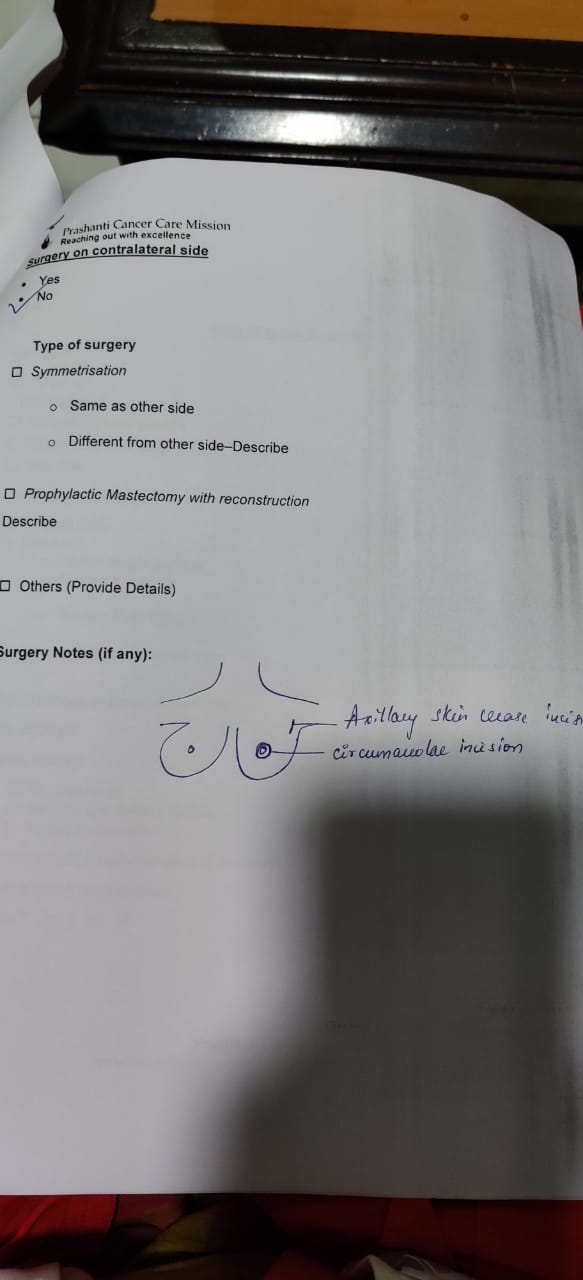 Prashanti Cancer Care Mission
Reaching out with excellence
Surgery on contralateral side
• Yes
• No
Type of surgery
□ Symmetrisation
o Same as other side
o Different from other side–Describe
□ Prophylactic Mastectomy with reconstruction
Describe
□ Others (Provide Details)
Surgery Notes (if any):
Axillary skin crease incis
circumareolae incision